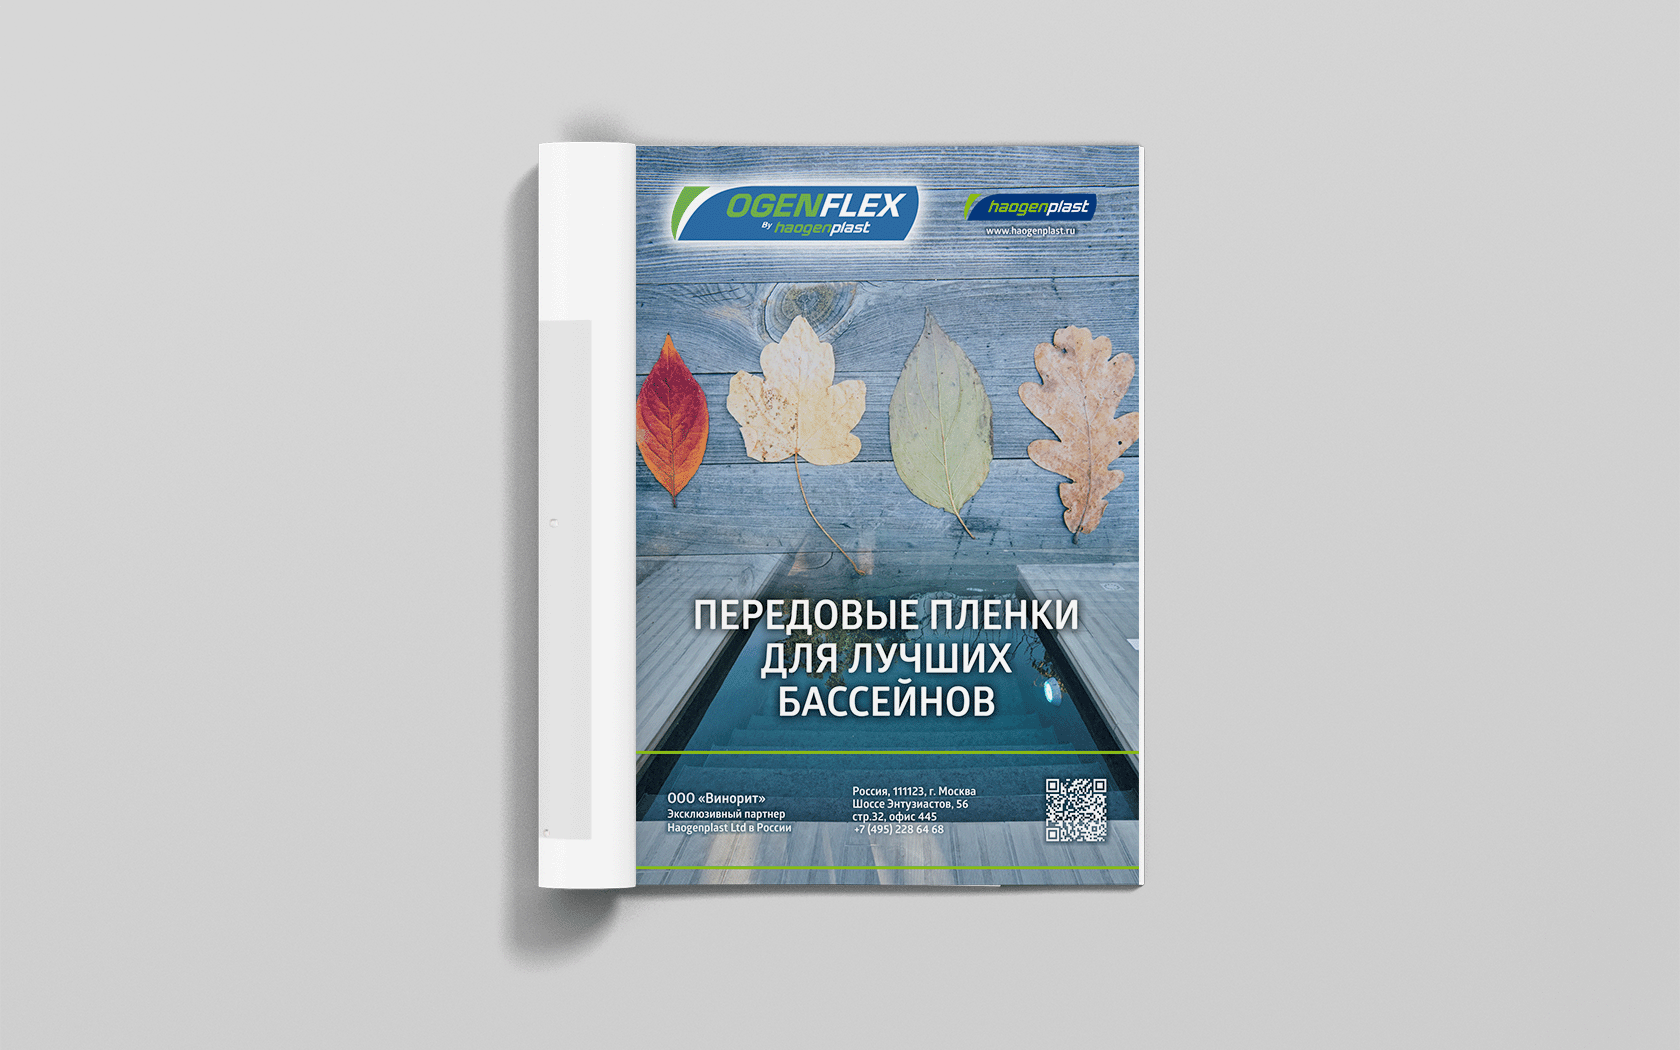 OGENFLEX
By haogenplast
haogenplast
www.haogenplast.ru
ПЕРЕДОВЫЕ ПЛЕНКИ
ДЛЯ ЛУЧШИХ
БАССЕЙНОВ
ООО «Винорит»
Эксклюзивный партнер
Haogenplast Ltd в России
Россия, 111123, г. Москва
Шоссе Энтузиастов, 56
стр.32, офис 445
+7 (495) 228 64 68